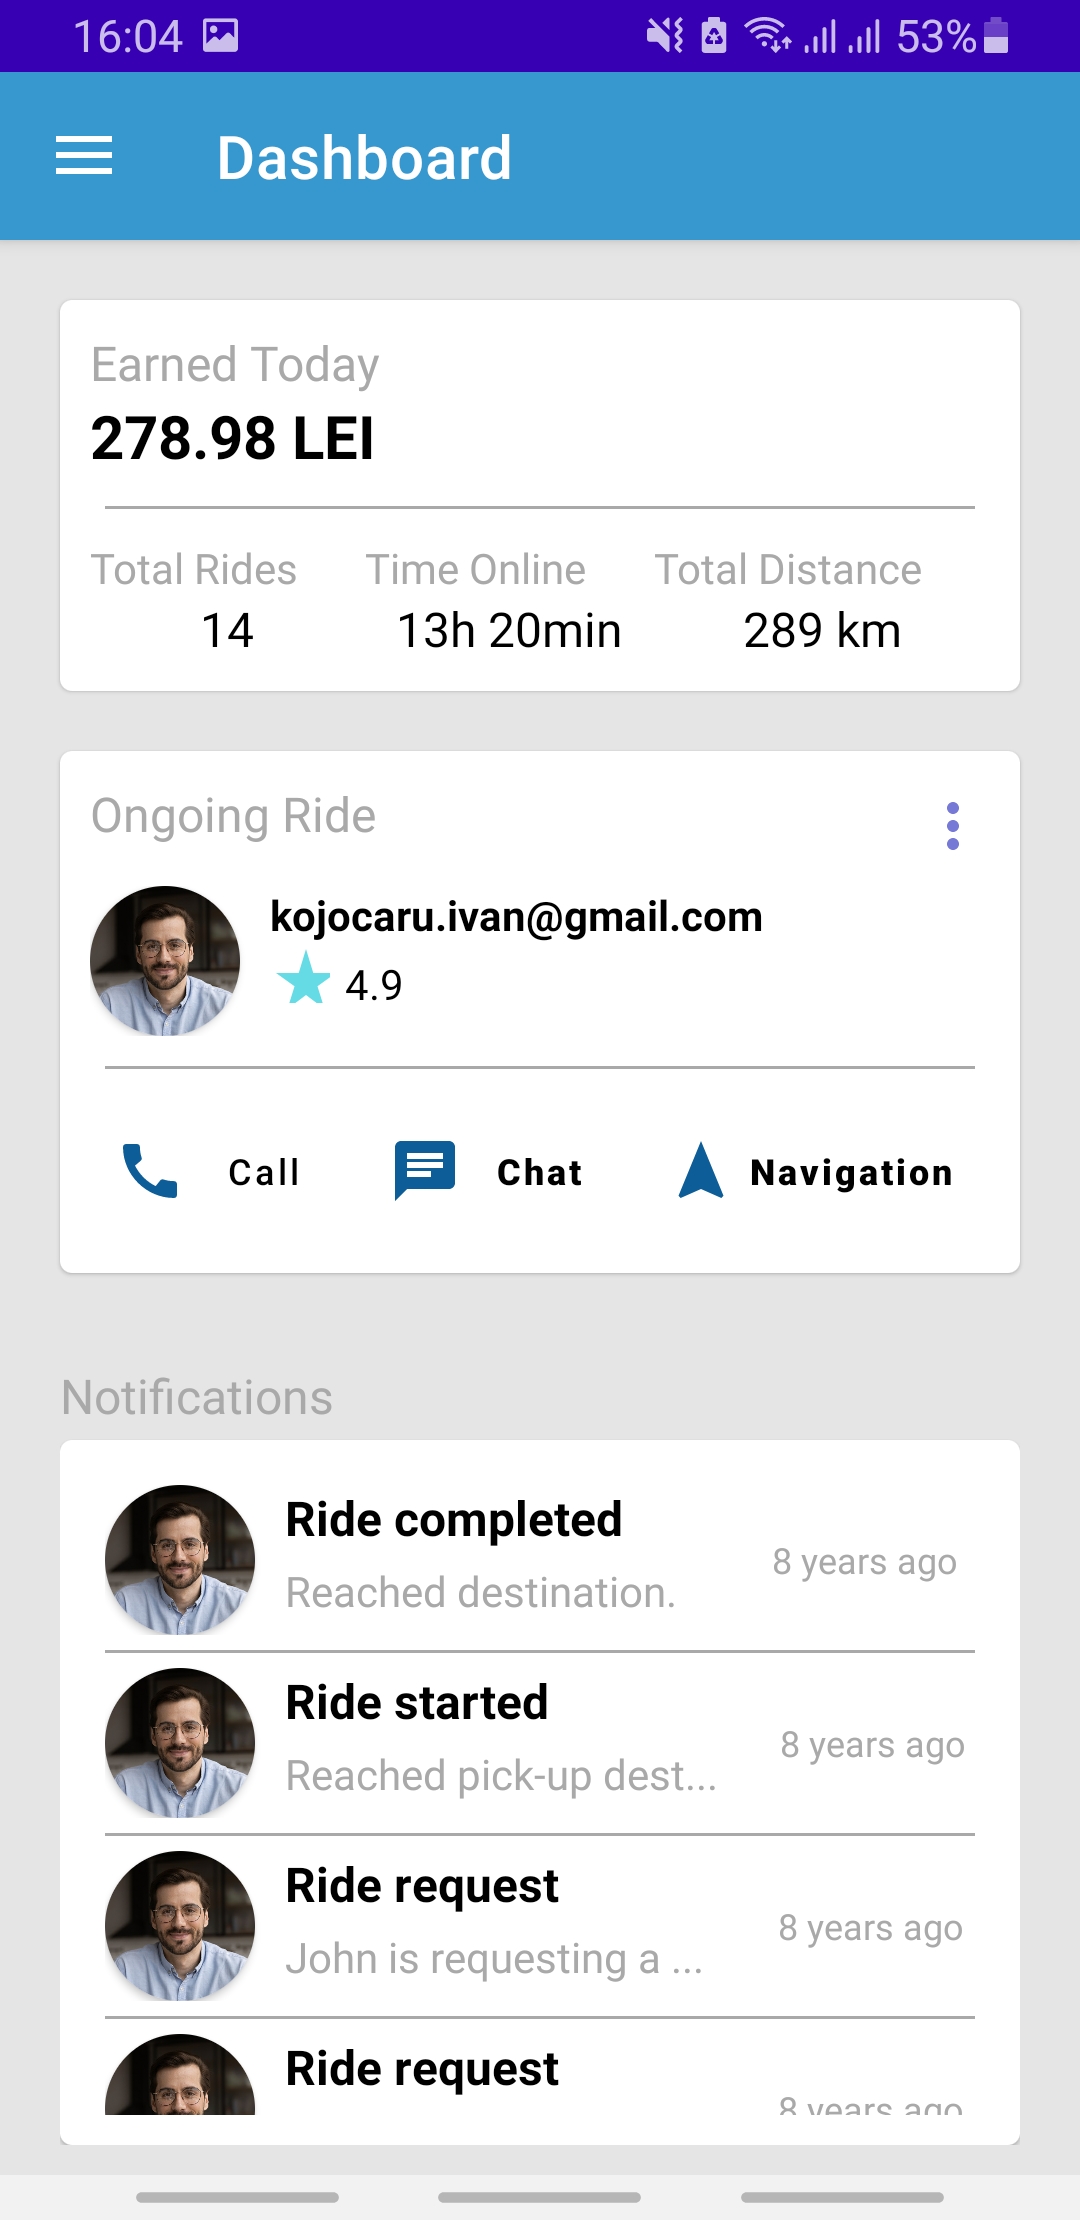 16:04 53%
Dashboard
Earned Today
278.98 LEI
Total Rides Time Online Total Distance
14 13h 20min 289 km
Ongoing Ride
kojocaru.ivan@gmail.com
4.9
Call Chat Navigation
Notifications
Ride completed
8 years ago
Reached destination.
Ride started
8 years ago
Reached pick-up dest...
Ride request
8 years ago
John is requesting a ...
Ride request
8 years ago